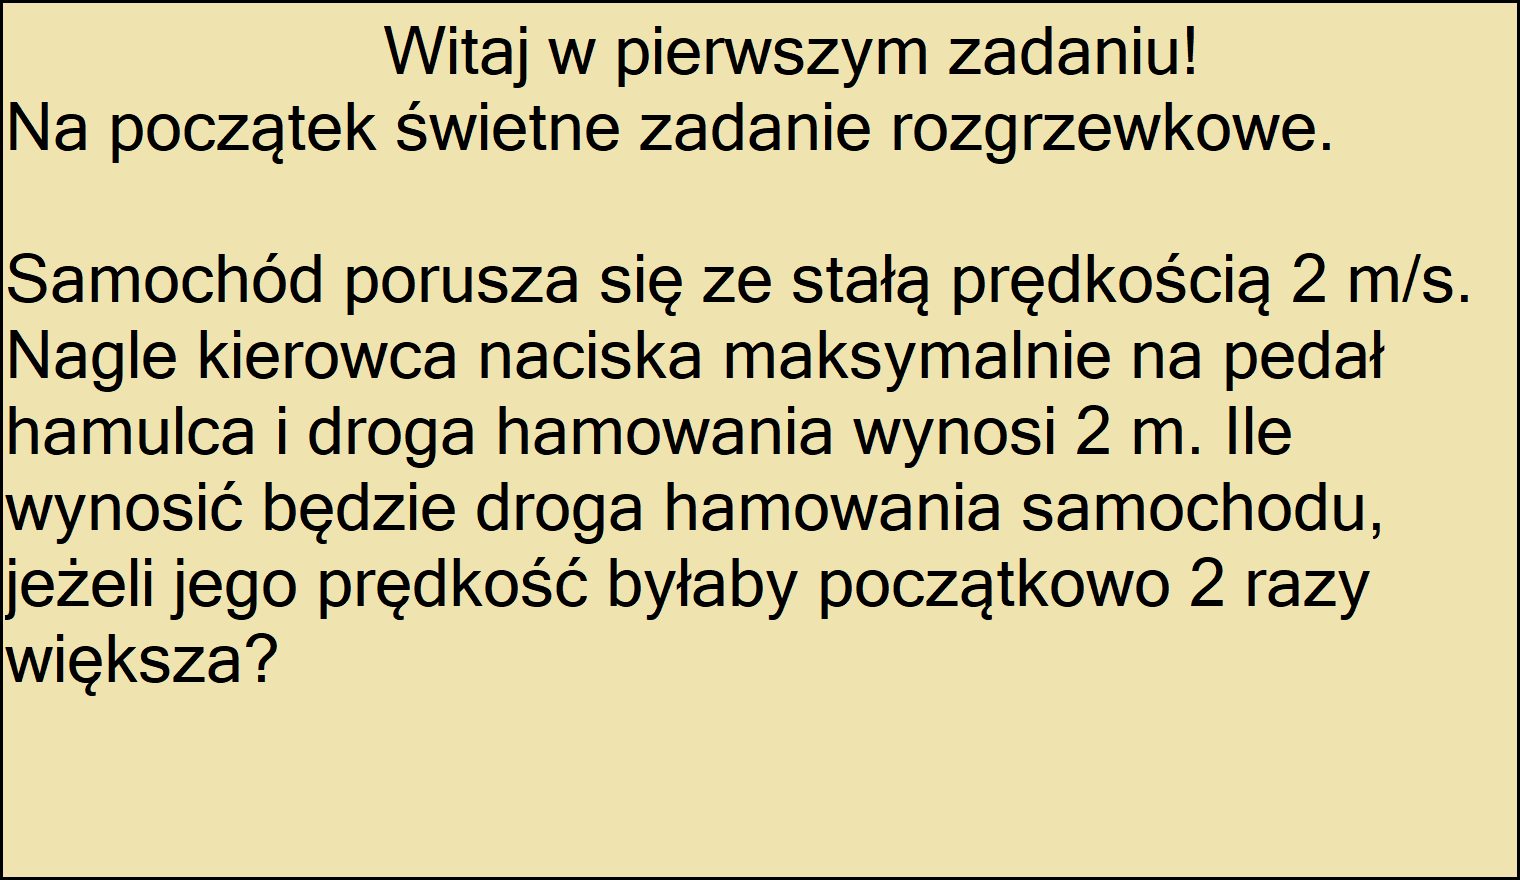 Witaj w pierwszym zadaniu!
Na początek świetne zadanie rozgrzewkowe.
Samochód porusza się ze stałą prędkością 2 m/s.
Nagle kierowca naciska maksymalnie na pedał
hamulca i droga hamowania wynosi 2 m. Ile
wynosić będzie droga hamowania samochodu,
jeżeli jego prędkość byłaby początkowo 2 razy
większa?